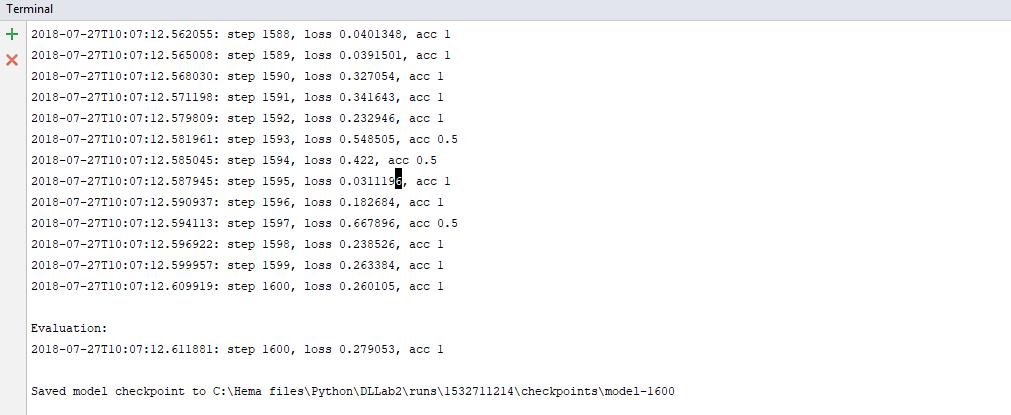 Terminal
2018-07-27T10:07:12.562055: step 1588, loss 0.0401348, acc 1
2018-07-27T10:07:12.565008: step 1589, loss 0.0391501, acc 1
2018-07-27T10:07:12.568030: step 1590, loss 0.327054, acc 1
2018-07-27T10:07:12.571198: step 1591, loss 0.341643, acc 1
2018-07-27T10:07:12.579809: step 1592, loss 0.232946, acc 1
2018-07-27T10:07:12.581961: step 1593, loss 0.548505, acc 0.5
2018-07-27T10:07:12.585045: step 1594, loss 0.422, acc 0.5
2018-07-27T10:07:12.587945: step 1595, loss 0.0311196, acc 1
2018-07-27T10:07:12.590937: step 1596, loss 0.182684, acc 1
2018-07-27T10:07:12.594113: step 1597, loss 0.667896, acc 0.5
2018-07-27T10:07:12.596922: step 1598, loss 0.238526, acc 1
2018-07-27T10:07:12.599957: step 1599, loss 0.263384, acc 1
2018-07-27T10:07:12.609919: step 1600, loss 0.260105, acc 1
Evaluation:
2018-07-27T10:07:12.611881: step 1600, loss 0.279053, acc 1
Saved model checkpoint to C:\Hema files\Python\DLLab2\runs\1532711214\checkpoints\model-1600